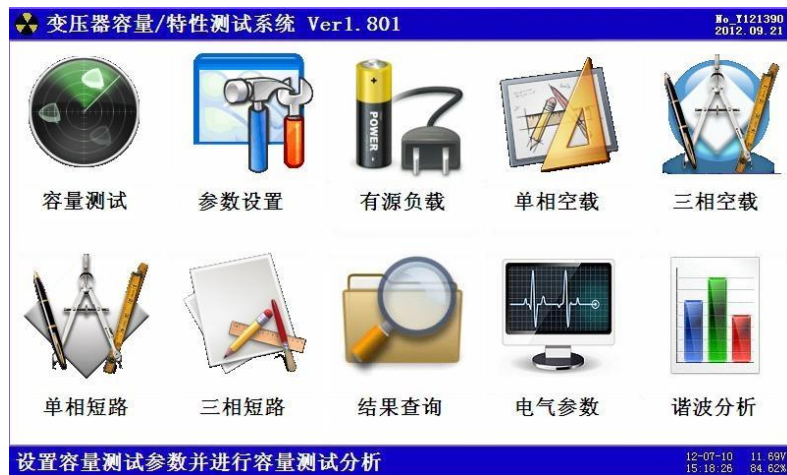 变压器容量/特性测试系统 Ver1.801
No_T121390
2012.09.21
POWER
容量测试
参数设置
有源负载
单相空载
三相空载
单相短路
三相短路
结果查询
电气参数
谐波分析
设置容量测试参数并进行容量测试分析
12-07-10 11.69V
15:18:26 84.62%